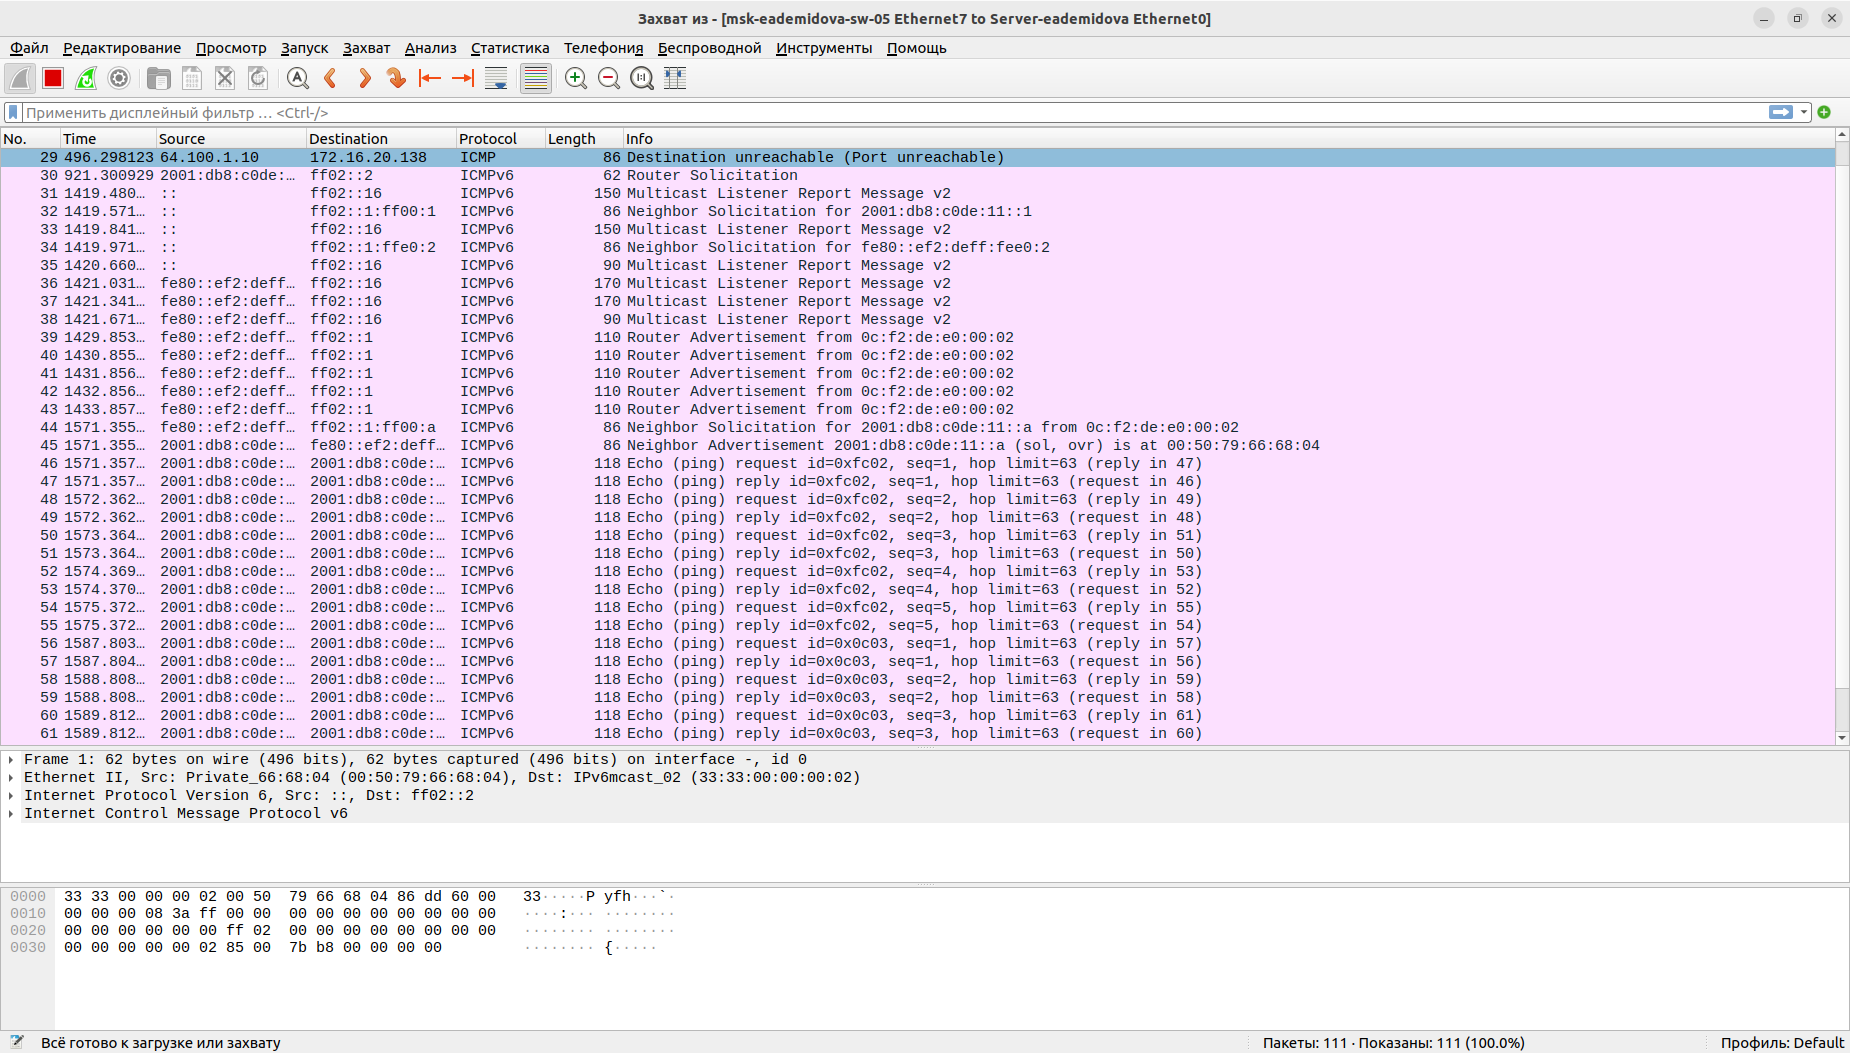 Захват из - [msk-eademidova-sw-05 Ethernet7 to Server-eademidova Ethernet0]
Файл Редактирование Просмотр Запуск Захват Анализ Статистика Телефония Беспроводной Инструменты Помощь
Применить дисплейный фильтр … <Ctrl-/>
No. Time Source Destination Protocol Length Info
29 496.298123 64.100.1.10 172.16.20.138 ICMP 86 Destination unreachable (Port unreachable)
30 921.300929 2001:db8:c0de:… ff02::2 ICMPv6 62 Router Solicitation
31 1419.480… :: ff02::16 ICMPv6 150 Multicast Listener Report Message v2
32 1419.571… :: ff02::1:ff00:1 ICMPv6 86 Neighbor Solicitation for 2001:db8:c0de:11::1
33 1419.841… :: ff02::16 ICMPv6 150 Multicast Listener Report Message v2
34 1419.971… :: ff02::1:ffe0:2 ICMPv6 86 Neighbor Solicitation for fe80::ef2:deff:fee0:2
35 1420.660… :: ff02::16 ICMPv6 90 Multicast Listener Report Message v2
36 1421.031… fe80::ef2:deff… ff02::16 ICMPv6 170 Multicast Listener Report Message v2
37 1421.341… fe80::ef2:deff… ff02::16 ICMPv6 170 Multicast Listener Report Message v2
38 1421.671… fe80::ef2:deff… ff02::16 ICMPv6 90 Multicast Listener Report Message v2
39 1429.853… fe80::ef2:deff… ff02::1 ICMPv6 110 Router Advertisement from 0c:f2:de:e0:00:02
40 1430.855… fe80::ef2:deff… ff02::1 ICMPv6 110 Router Advertisement from 0c:f2:de:e0:00:02
41 1431.856… fe80::ef2:deff… ff02::1 ICMPv6 110 Router Advertisement from 0c:f2:de:e0:00:02
42 1432.856… fe80::ef2:deff… ff02::1 ICMPv6 110 Router Advertisement from 0c:f2:de:e0:00:02
43 1433.857… fe80::ef2:deff… ff02::1 ICMPv6 110 Router Advertisement from 0c:f2:de:e0:00:02
44 1571.355… fe80::ef2:deff… ff02::1:ff00:a ICMPv6 86 Neighbor Solicitation for 2001:db8:c0de:11::a from 0c:f2:de:e0:00:02
45 1571.355… 2001:db8:c0de:… fe80::ef2:deff… ICMPv6 86 Neighbor Advertisement 2001:db8:c0de:11::a (sol, ovr) is at 00:50:79:66:68:04
46 1571.357… 2001:db8:c0de:… 2001:db8:c0de:… ICMPv6 118 Echo (ping) request id=0xfc02, seq=1, hop limit=63 (reply in 47)
47 1571.357… 2001:db8:c0de:… 2001:db8:c0de:… ICMPv6 118 Echo (ping) reply id=0xfc02, seq=1, hop limit=63 (request in 46)
48 1572.362… 2001:db8:c0de:… 2001:db8:c0de:… ICMPv6 118 Echo (ping) request id=0xfc02, seq=2, hop limit=63 (reply in 49)
49 1572.362… 2001:db8:c0de:… 2001:db8:c0de:… ICMPv6 118 Echo (ping) reply id=0xfc02, seq=2, hop limit=63 (request in 48)
50 1573.364… 2001:db8:c0de:… 2001:db8:c0de:… ICMPv6 118 Echo (ping) request id=0xfc02, seq=3, hop limit=63 (reply in 51)
51 1573.364… 2001:db8:c0de:… 2001:db8:c0de:… ICMPv6 118 Echo (ping) reply id=0xfc02, seq=3, hop limit=63 (request in 50)
52 1574.369… 2001:db8:c0de:… 2001:db8:c0de:… ICMPv6 118 Echo (ping) request id=0xfc02, seq=4, hop limit=63 (reply in 53)
53 1574.370… 2001:db8:c0de:… 2001:db8:c0de:… ICMPv6 118 Echo (ping) reply id=0xfc02, seq=4, hop limit=63 (request in 52)
54 1575.372… 2001:db8:c0de:… 2001:db8:c0de:… ICMPv6 118 Echo (ping) request id=0xfc02, seq=5, hop limit=63 (reply in 55)
55 1575.372… 2001:db8:c0de:… 2001:db8:c0de:… ICMPv6 118 Echo (ping) reply id=0xfc02, seq=5, hop limit=63 (request in 54)
56 1587.803… 2001:db8:c0de:… 2001:db8:c0de:… ICMPv6 118 Echo (ping) request id=0x0c03, seq=1, hop limit=63 (reply in 57)
57 1587.804… 2001:db8:c0de:… 2001:db8:c0de:… ICMPv6 118 Echo (ping) reply id=0x0c03, seq=1, hop limit=63 (request in 56)
58 1588.808… 2001:db8:c0de:… 2001:db8:c0de:… ICMPv6 118 Echo (ping) request id=0x0c03, seq=2, hop limit=63 (reply in 59)
59 1588.808… 2001:db8:c0de:… 2001:db8:c0de:… ICMPv6 118 Echo (ping) reply id=0x0c03, seq=2, hop limit=63 (request in 58)
60 1589.812… 2001:db8:c0de:… 2001:db8:c0de:… ICMPv6 118 Echo (ping) request id=0x0c03, seq=3, hop limit=63 (reply in 61)
61 1589.812… 2001:db8:c0de:… 2001:db8:c0de:… ICMPv6 118 Echo (ping) reply id=0x0c03, seq=3, hop limit=63 (request in 60)
Frame 1: 62 bytes on wire (496 bits), 62 bytes captured (496 bits) on interface -, id 0
Ethernet II, Src: Private_66:68:04 (00:50:79:66:68:04), Dst: IPv6mcast_02 (33:33:00:00:00:02)
Internet Protocol Version 6, Src: ::, Dst: ff02::2
Internet Control Message Protocol v6
0000 33 33 00 00 00 02 00 50 79 66 68 04 86 dd 60 00 33·····P yfh···`·
0010 00 00 00 08 3a ff 00 00 00 00 00 00 00 00 00 00 ····:··· ········
0020 00 00 00 00 00 00 ff 02 00 00 00 00 00 00 00 00 ········ ········
0030 00 00 00 00 00 02 85 00 7b b8 00 00 00 00 ········ {·····
Всё готово к загрузке или захвату Пакеты: 111 · Показаны: 111 (100.0%) Профиль: Default